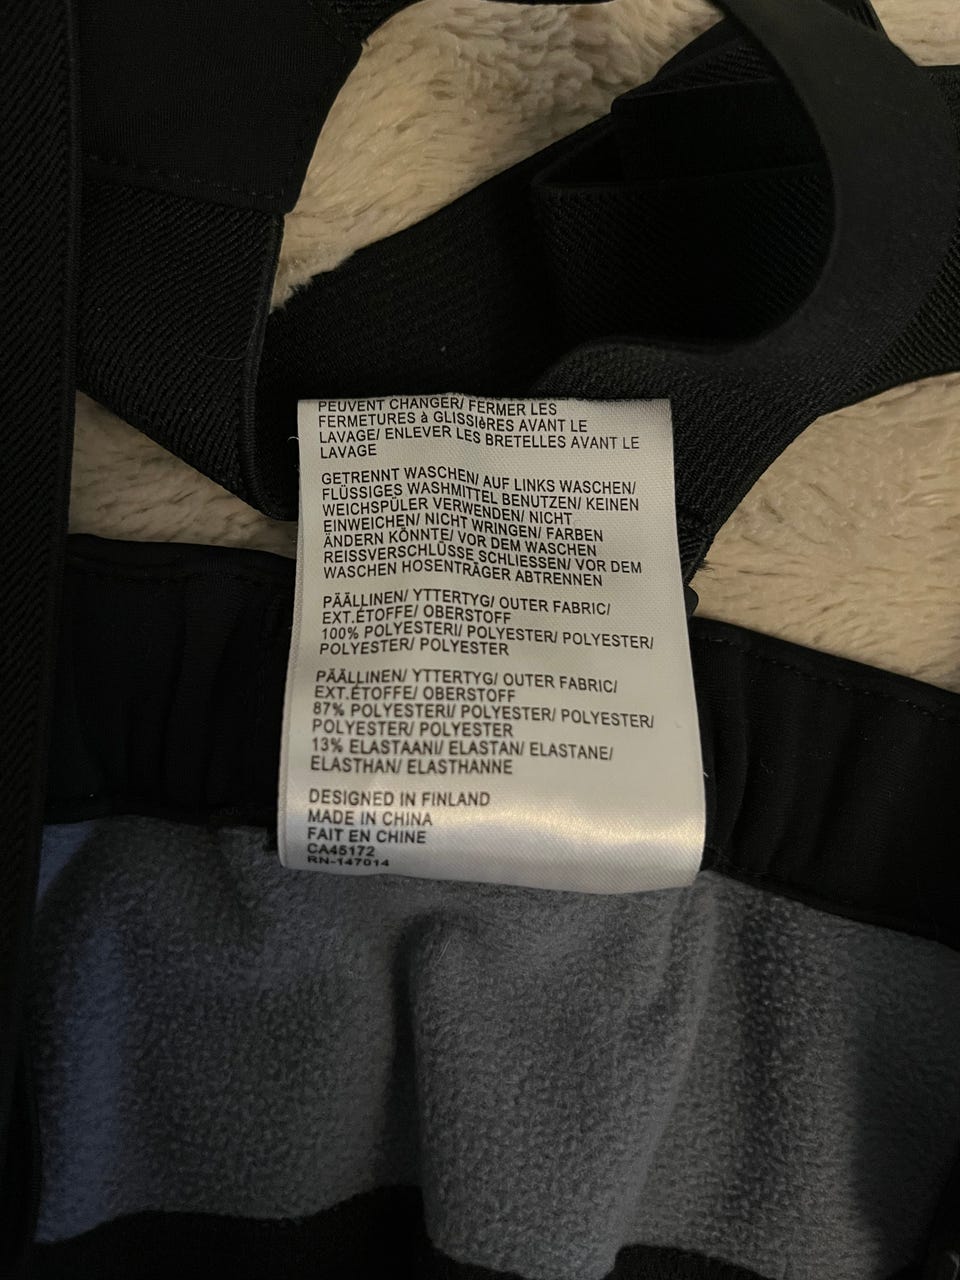 PEUVENT CHANGER/ FERMER LES
FERMETURES à GLISSIèRES AVANT LE
LAVAGE/ ENLEVER LES BRETELLES AVANT LE
LAVAGE
GETRENNT WASCHEN/ AUF LINKS WASCHEN/
FLÜSSIGES WASHMITTEL BENUTZEN/ KEINEN
WEICHSPÜLER VERWENDEN/ NICHT
EINWEICHEN/ NICHT WRINGEN/ FARBEN
ÄNDERN KÖNNTE/ VOR DEM WASCHEN
REISSVERSCHLÜSSE SCHLIESSEN/ VOR DEM
WASCHEN HOSENTRÄGER ABTRENNEN
PÄÄLLINEN/ YTTERTYG/ OUTER FABRIC/
EXT.ÉTOFFE/ OBERSTOFF
100% POLYESTERI/ POLYESTER/ POLYESTER/
POLYESTER/ POLYESTER
PÄÄLLINEN/ YTTERTYG/ OUTER FABRIC/
EXT.ÉTOFFE/ OBERSTOFF
87% POLYESTERI/ POLYESTER/ POLYESTER/
POLYESTER/ POLYESTER
13% ELASTAANI/ ELASTAN/ ELASTANE/
ELASTHAN/ ELASTHANNE
DESIGNED IN FINLAND
MADE IN CHINA
FAIT EN CHINE
CA45172
RN-147014